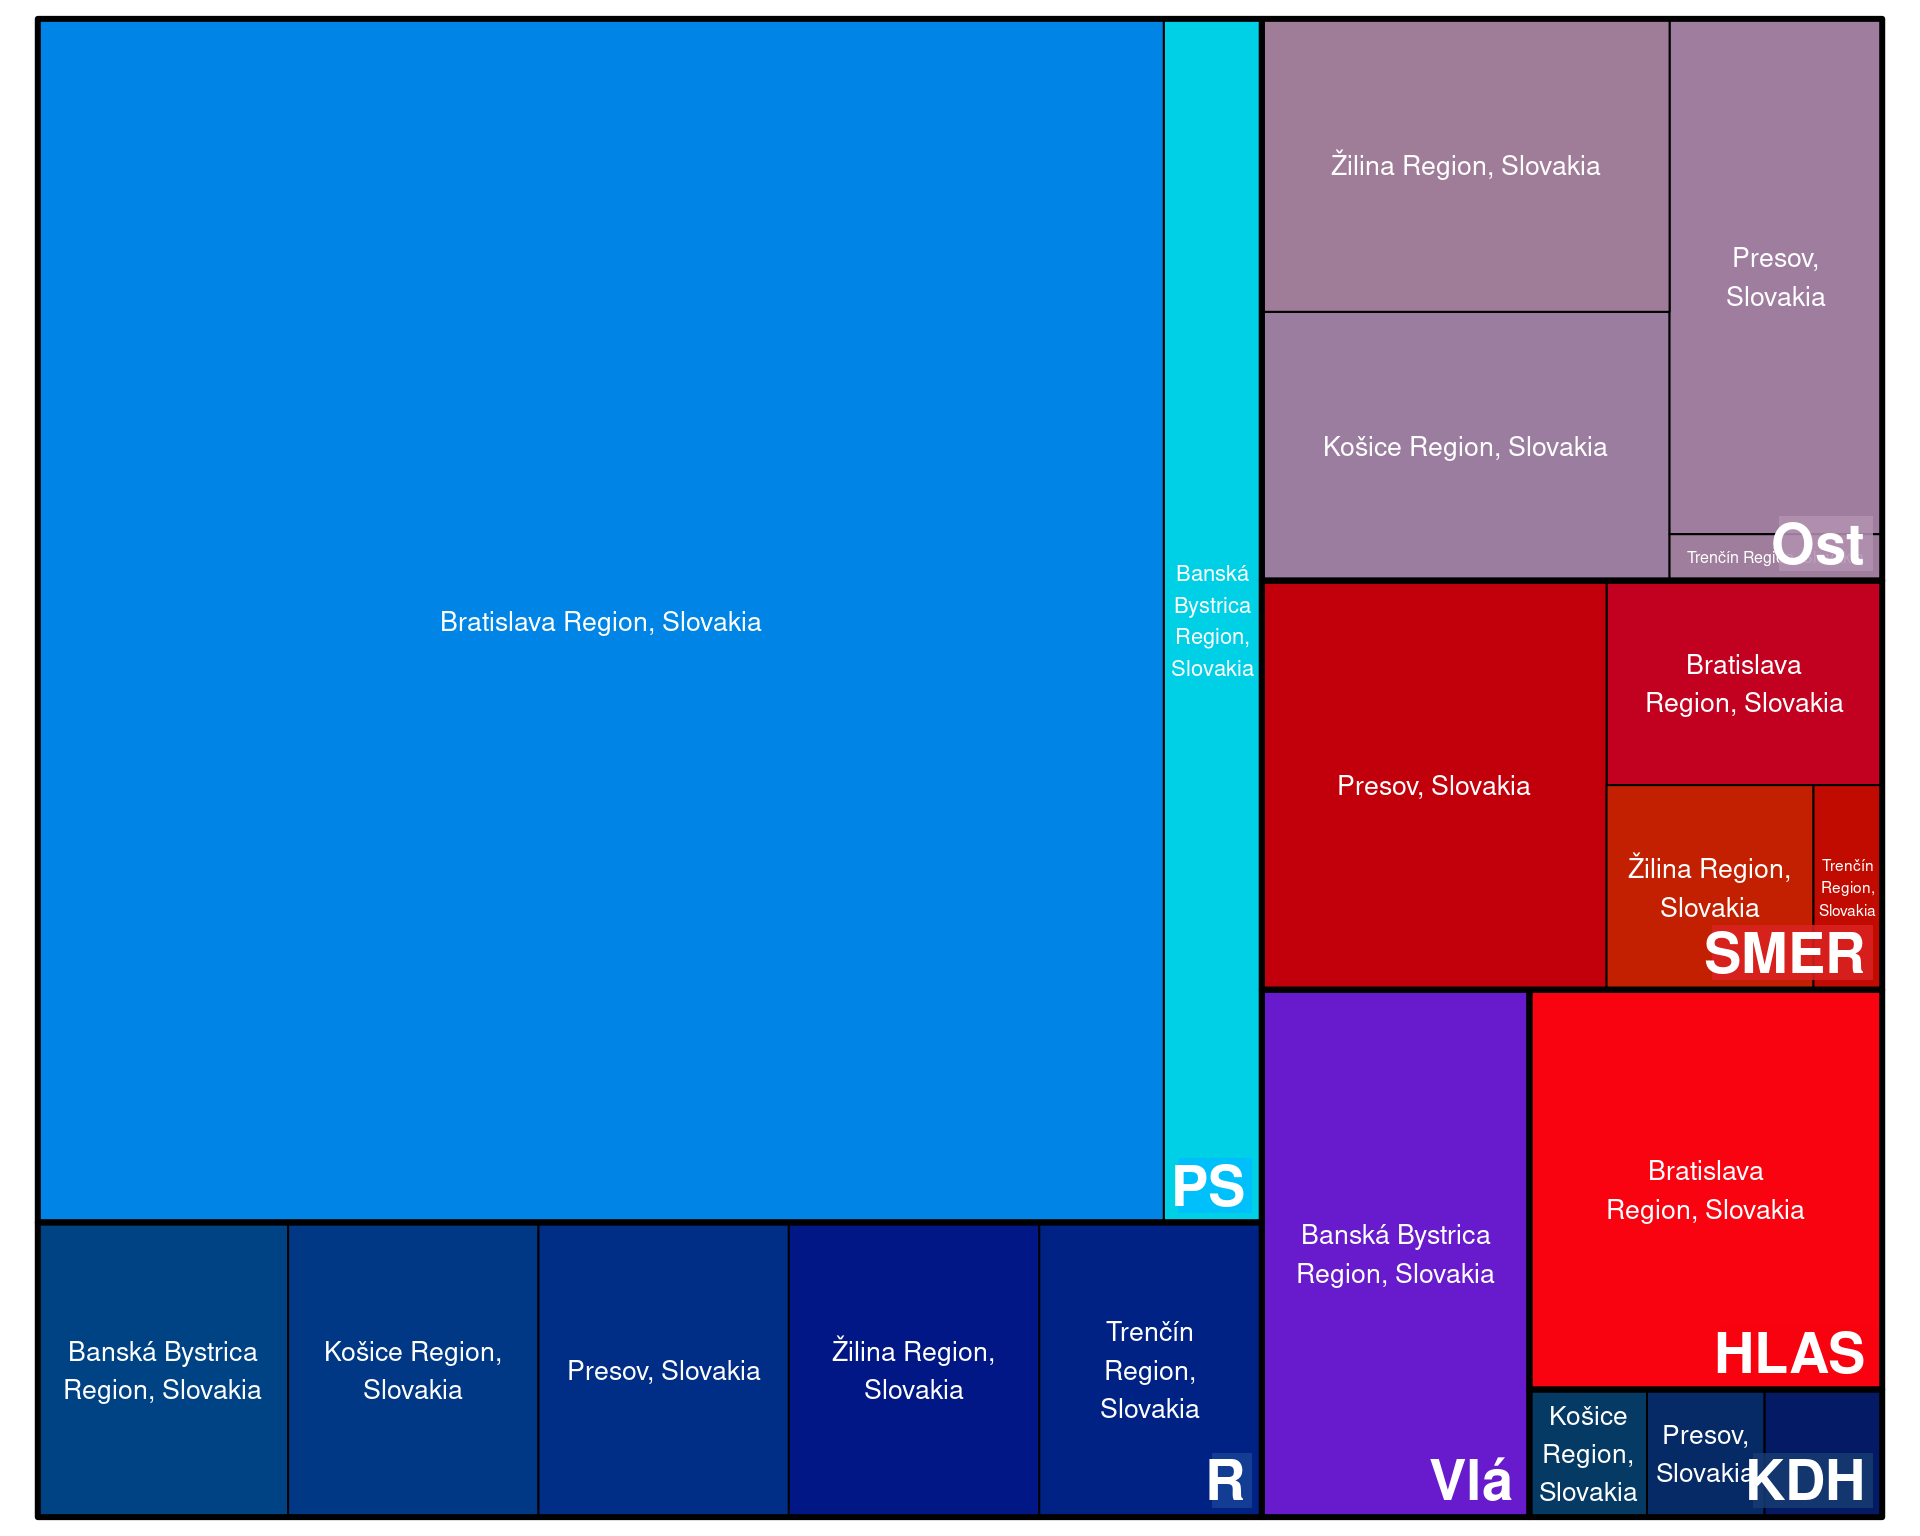 Bratislava Region, Slovakia
Banská
Bystrica
Region,
Slovakia
PS
Žilina Region, Slovakia
Presov,
Slovakia
Košice Region, Slovakia
Trenčín
Ost
Presov, Slovakia
Bratislava
Region, Slovakia
Žilina Region,
Slovakia
Trenčín
Region,
Slovakia
SMER
Banská Bystrica
Region, Slovakia
Košice Region,
Slovakia
Presov, Slovakia
Žilina Region,
Slovakia
Trenčín
Region,
Slovakia
R
Banská Bystrica
Region, Slovakia
Vlá
Bratislava
Region, Slovakia
HLAS
Košice
Region,
Slovakia
Presov,
Slovakia
KDH